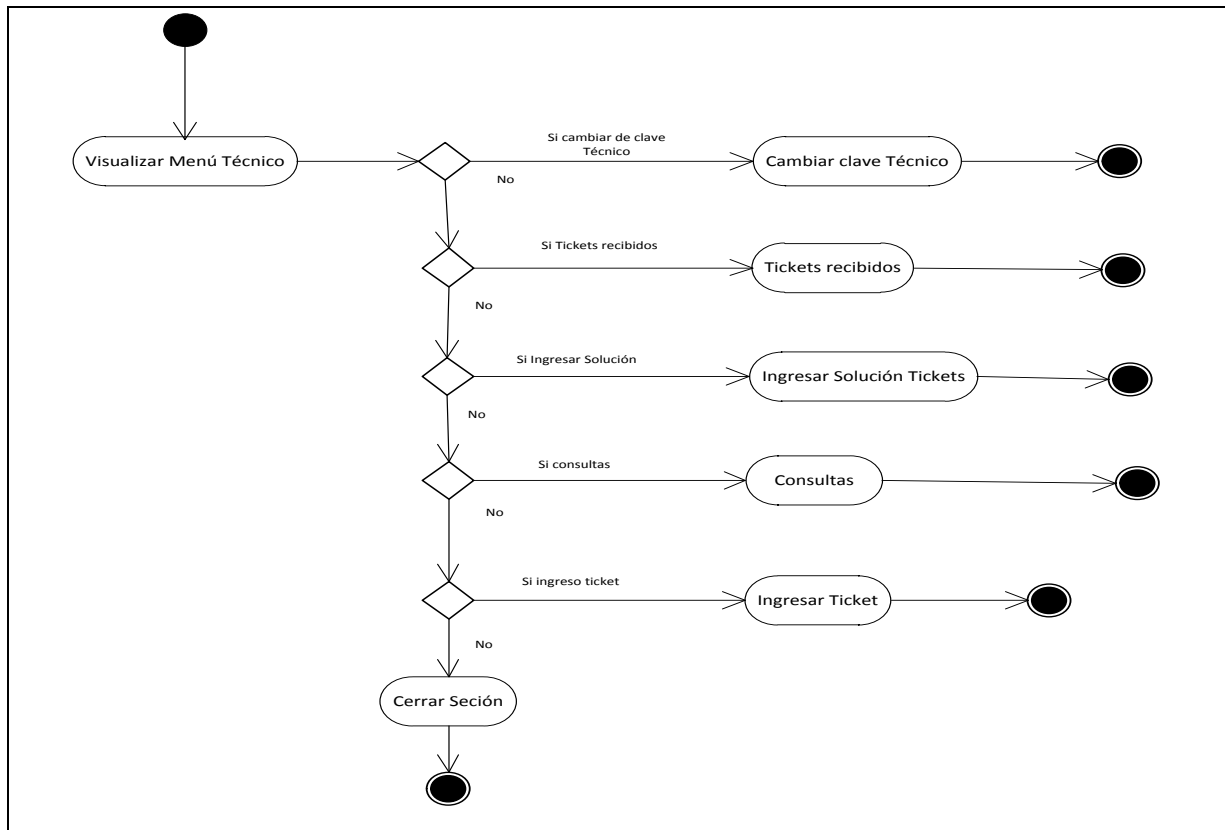 Si cambiar de clave
Técnico
Visualizar Menú Técnico
Cambiar clave Técnico
No
Si Tickets recibidos
Tickets recibidos
No
Si Ingresar Solución
Ingresar Solución Tickets
No
Si consultas
Consultas
No
Si ingreso ticket
Ingresar Ticket
No
Cerrar Seción